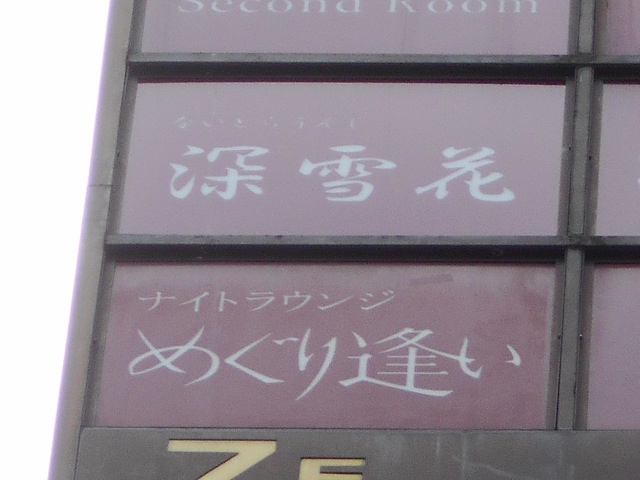 Second Room
深雪花
ナイトラウンジ
めぐり逢い
7F